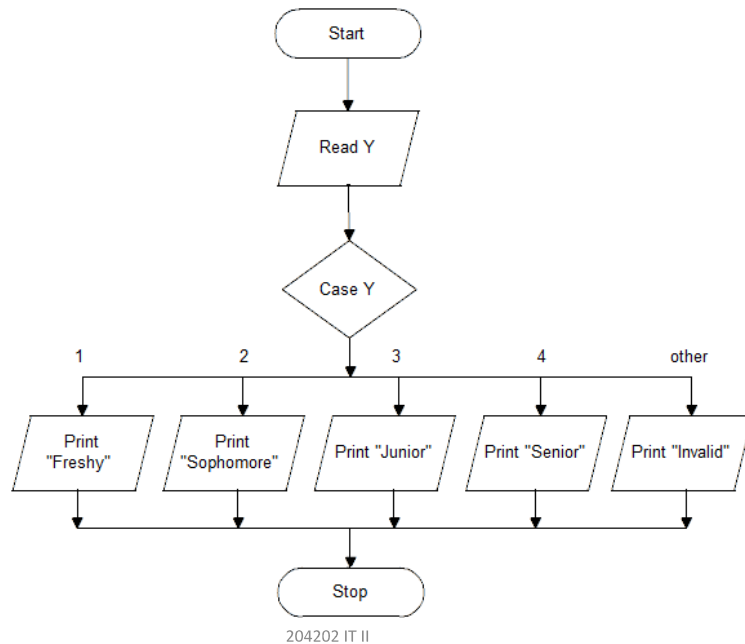 Start
Read Y
Case Y
1
2
3
4
other
Print
"Freshy"
Print
"Sophomore"
Print "Junior"
Print "Senior"
Print "Invalid"
Stop
204202 IT II